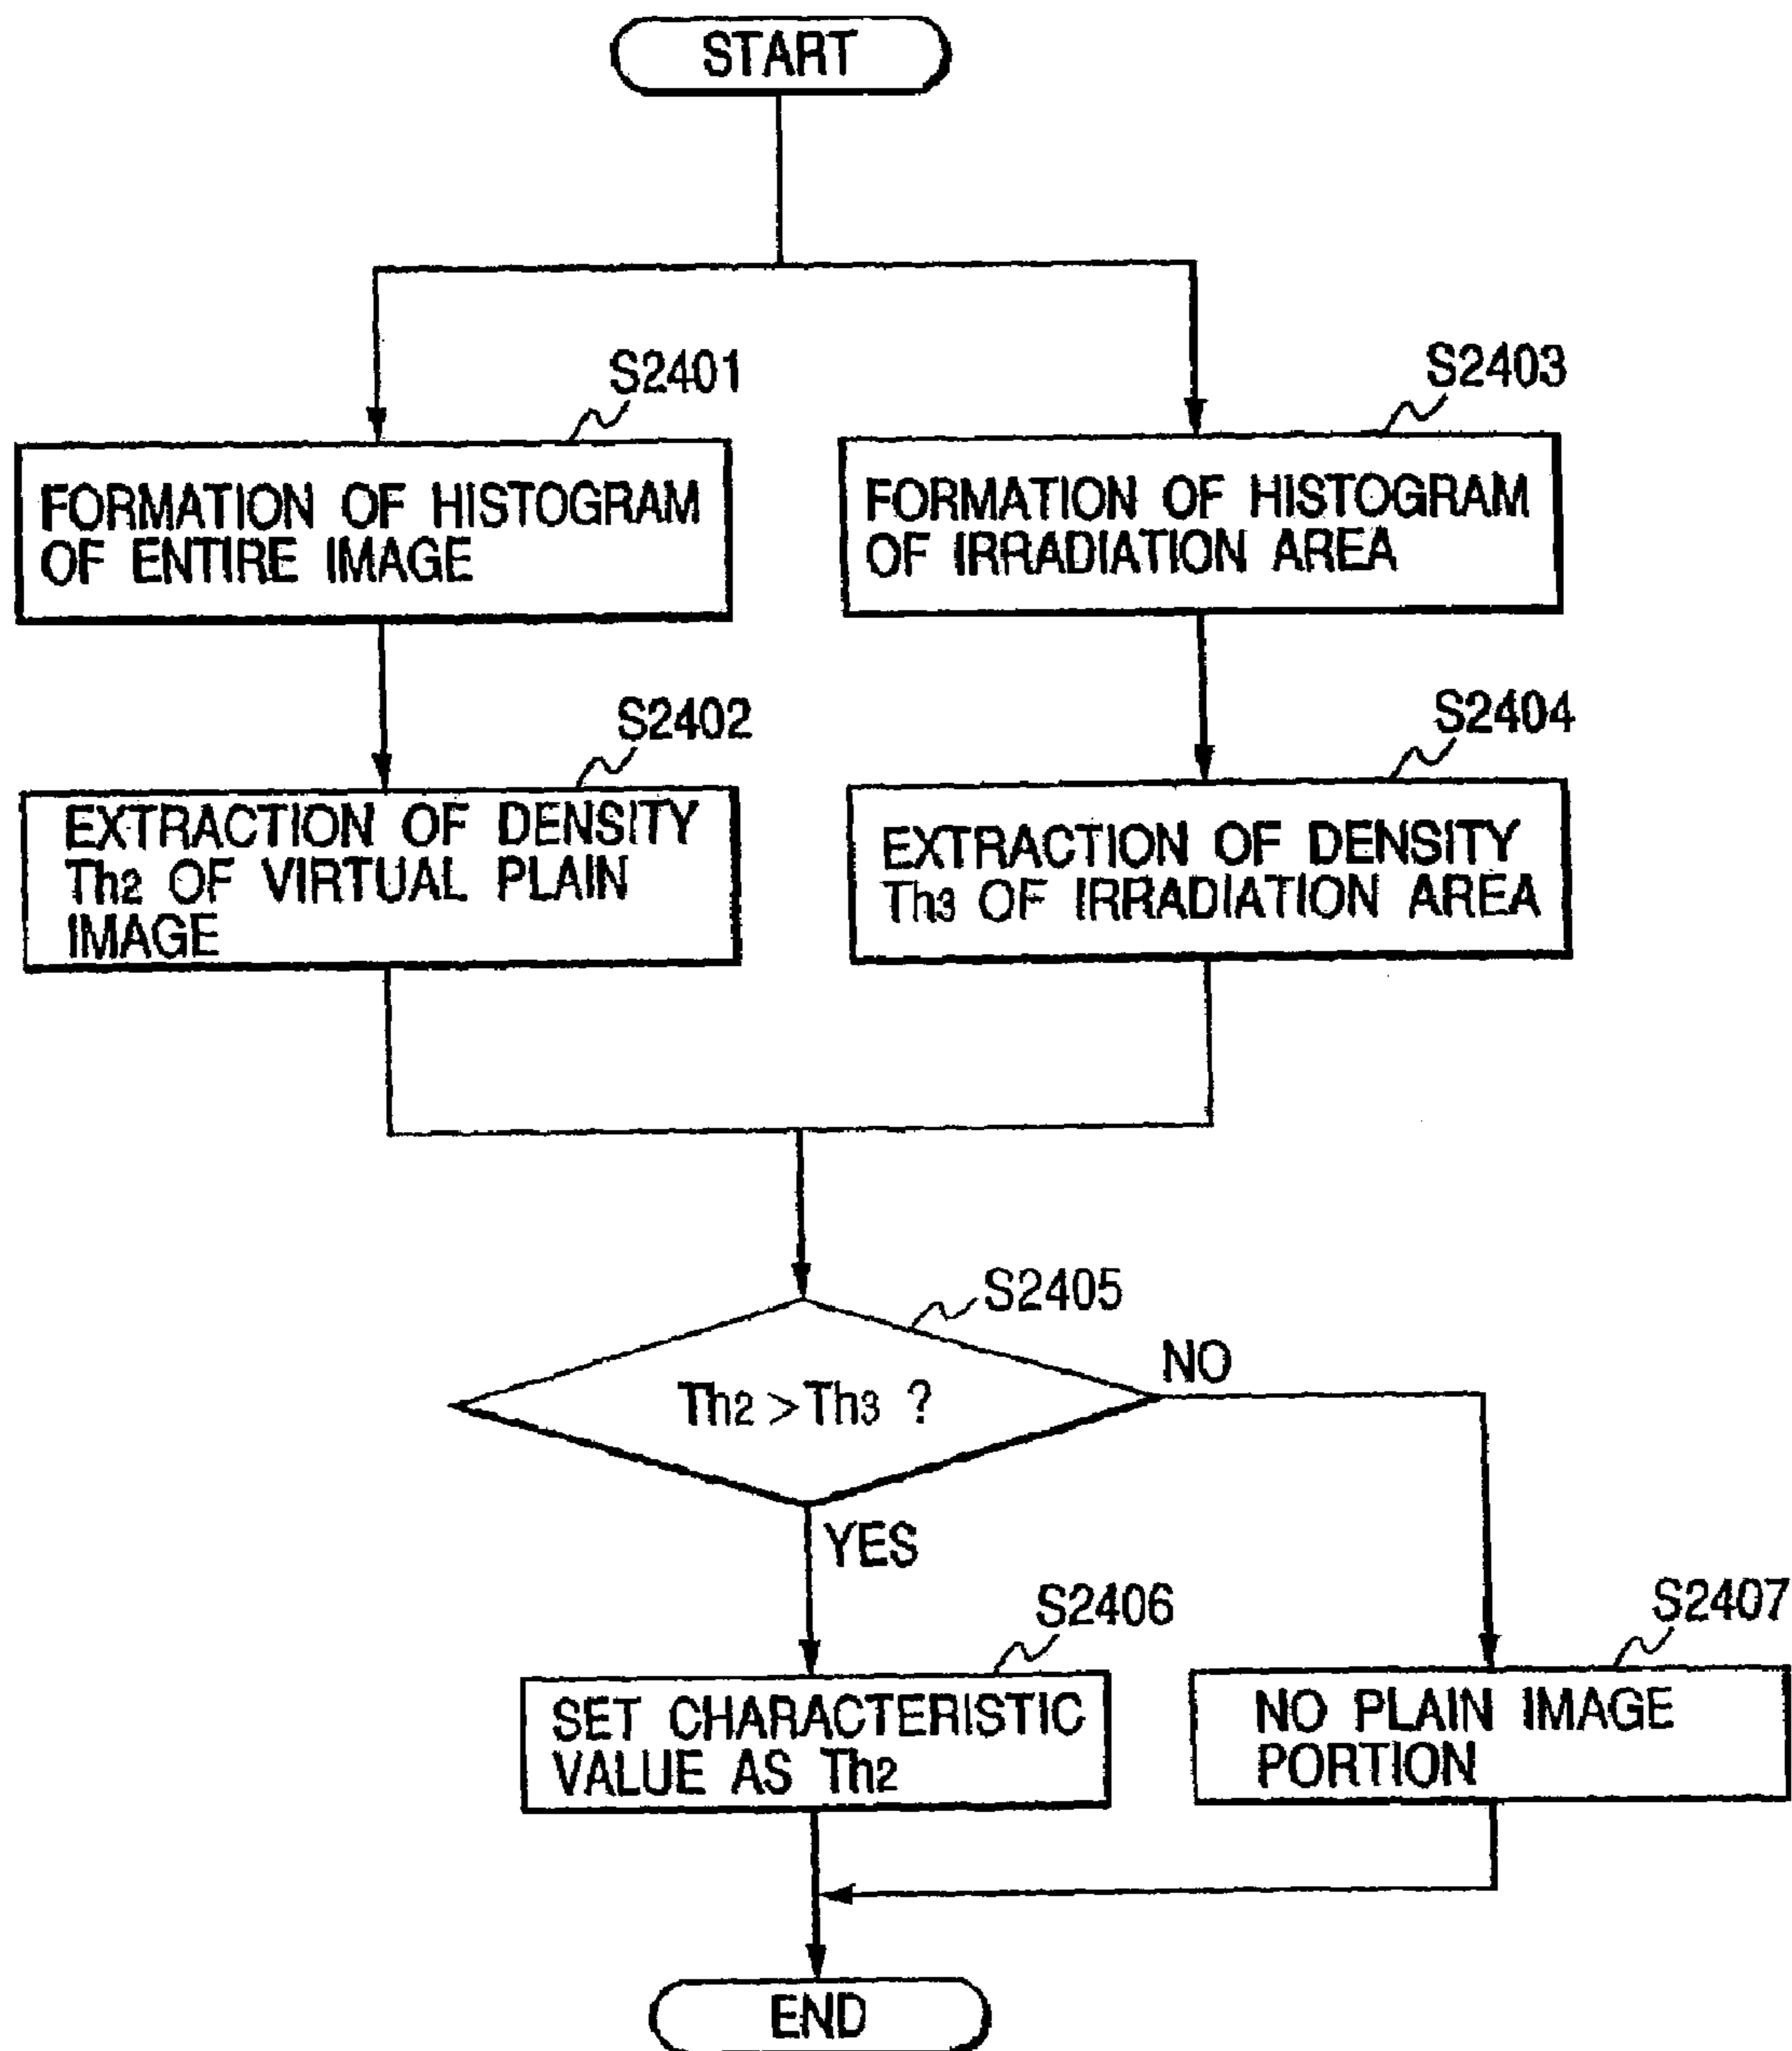 START
S2401
FORMATION OF HISTOGRAM
OF ENTIRE IMAGE
S2403
FORMATION OF HISTOGRAM
OF IRRADIATION AREA
S2402
EXTRACTION OF DENSITY
Th2 OF VIRTUAL PLAIN
IMAGE
S2404
EXTRACTION OF DENSITY
Th3 OF IRRADIATION AREA
S2405
Th2 > Th3 ?
NO
YES
S2406
SET CHARACTERISTIC
VALUE AS Th2
S2407
NO PLAIN IMAGE
PORTION
END